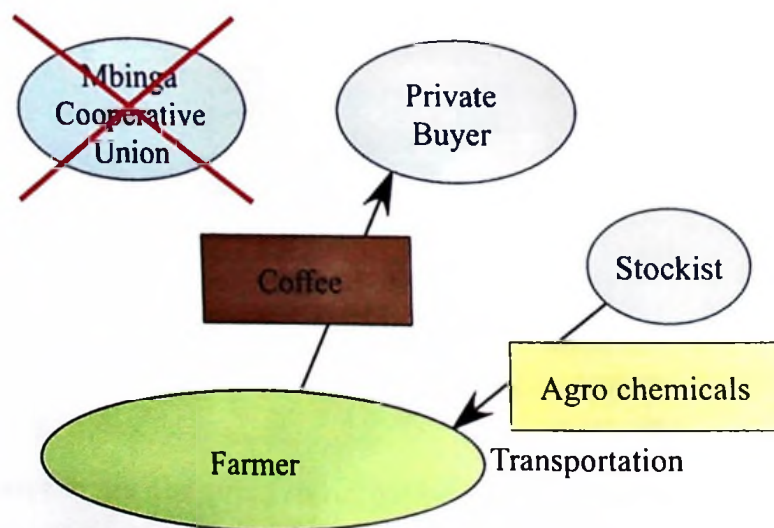 Mbinga
Cooperative
Union
Private
Buyer
Coffee
Stockist
Agro chemicals
Farmer
Transportation